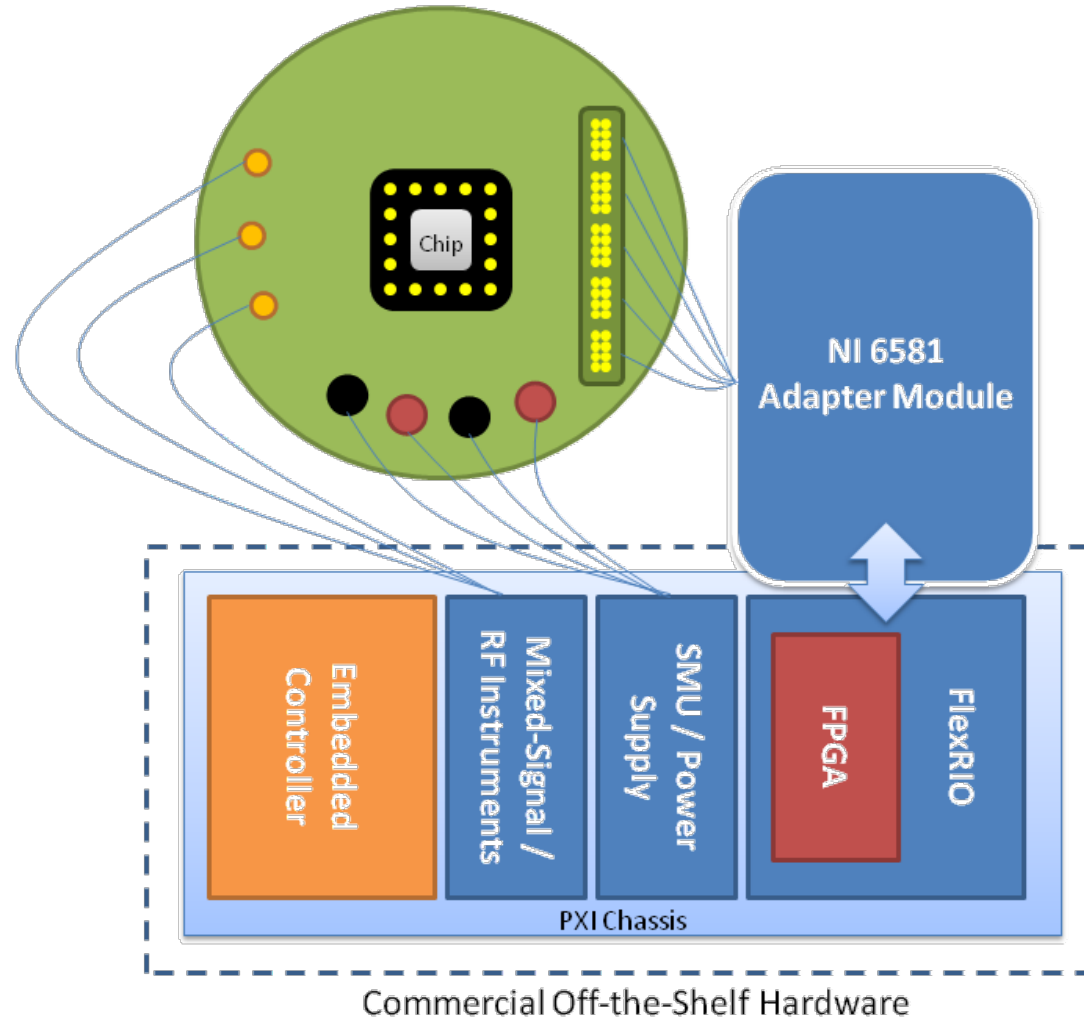 Chip
NI 6581
Adapter Module
Embedded
Controller
Mixed-Signal /
RF Instruments
SMU / Power
Supply
FPGA
FlexRIO
PXI Chassis
Commercial Off-the-Shelf Hardware